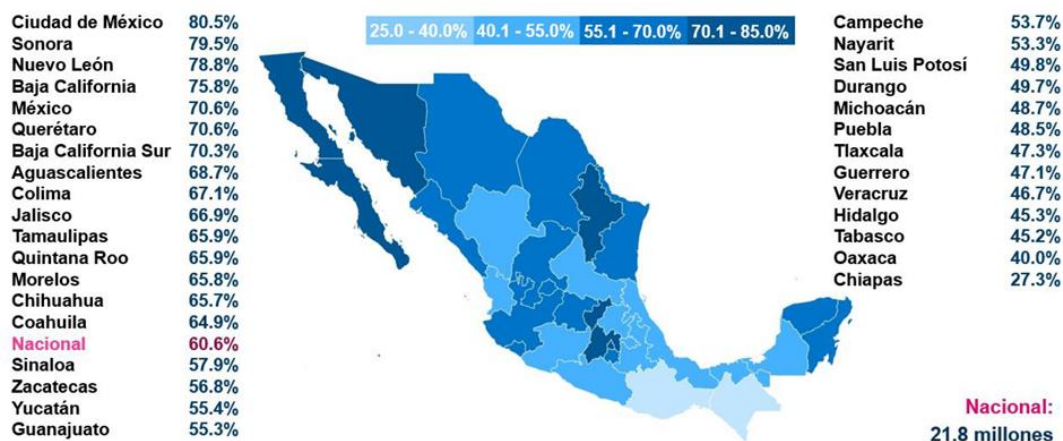 Ciudad de México 80.5%
Sonora 79.5%
Nuevo León 78.8%
Baja California 75.8%
México 70.6%
Querétaro 70.6%
Baja California Sur 70.3%
Aguascalientes 68.7%
Colima 67.1%
Jalisco 66.9%
Tamaulipas 65.9%
Quintana Roo 65.9%
Morelos 65.8%
Chihuahua 65.7%
Coahuila 64.9%
Nacional 60.6%
Sinaloa 57.9%
Zacatecas 56.8%
Yucatán 55.4%
Guanajuato 55.3%
25.0 - 40.0% 40.1 - 55.0% 55.1 - 70.0% 70.1 - 85.0%
Campeche 53.7%
Nayarit 53.3%
San Luis Potosí 49.8%
Durango 49.7%
Michoacán 48.7%
Puebla 48.5%
Tlaxcala 47.3%
Guerrero 47.1%
Veracruz 46.7%
Hidalgo 45.3%
Tabasco 45.2%
Oaxaca 40.0%
Chiapas 27.3%
Nacional:
21.8 millones